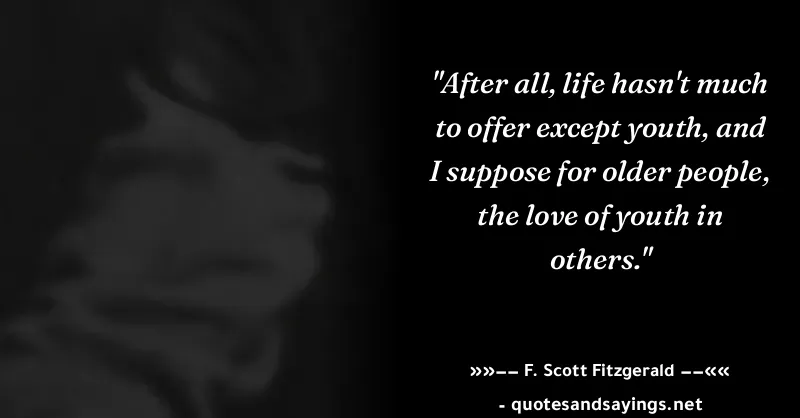 "After all, life hasn't much
to offer except youth, and
I suppose for older people,
the love of youth in
others."
»»−− F. Scott Fitzgerald −−««
- quotesandsayings.net